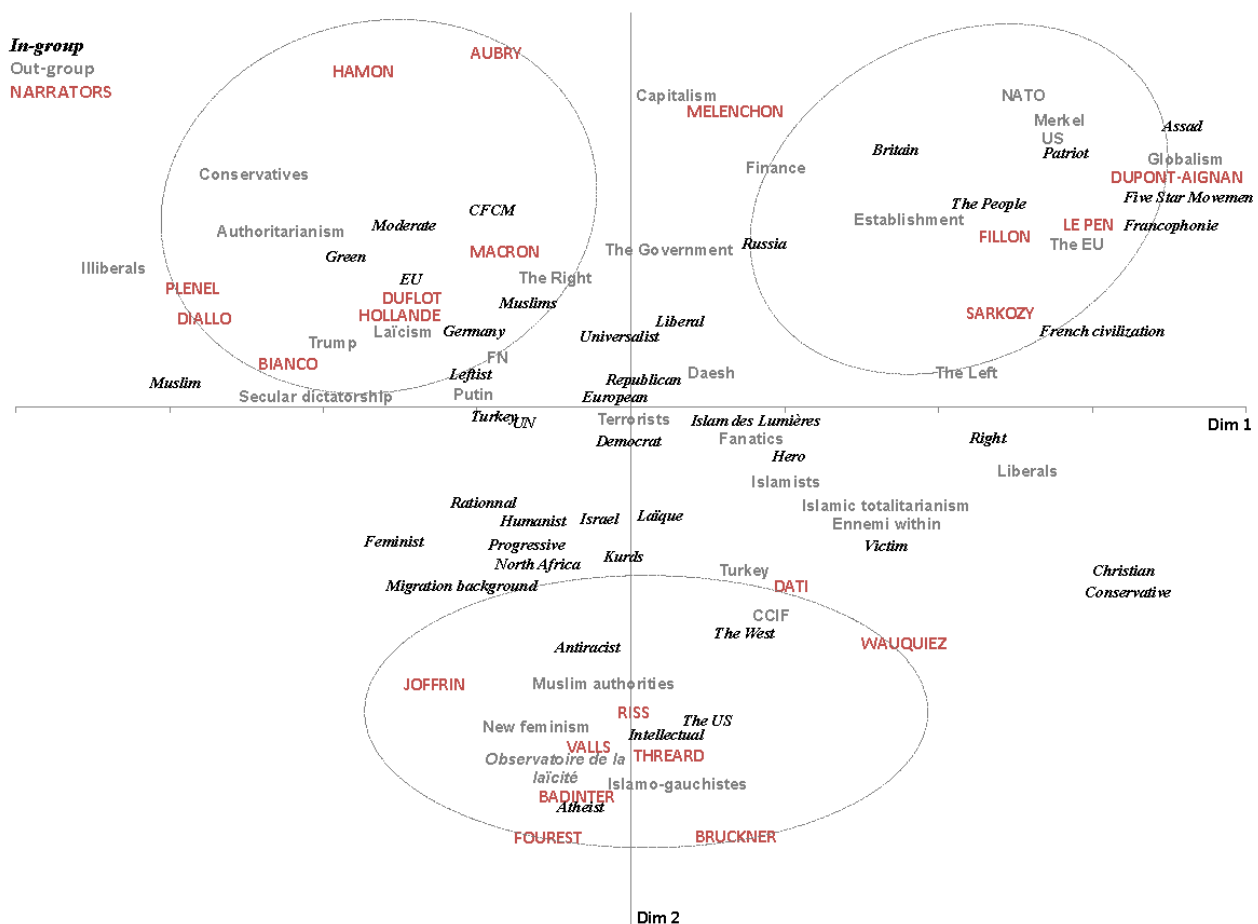 In-group
Out-group
NARRATORS
AUBRY
HAMON
Capitalism
MELENCHON
NATO
Merkel
US
Assad
Britain
Patriot
Globalism
Finance
Conservatives
DUPONT-AIGNAN
Five Star Movemen
The People
CFCM
Moderate
Establishment
LE PEN
Francophonie
Authoritarianism
FILLON
The EU
Green
MACRON
The Government
Russia
Illiberals
EU
The Right
PLENEL
DUFLOT
Muslims
DIALLO
HOLLANDE
SARKOZY
Laïcism
Germany
Liberal
French civilization
Trump
Universalist
BIANCO
FN
Muslim
Leftist
Republican
Daesh
The Left
Secular dictatorship
Putin
European
Turkey
UN
Terrorists
Islam des Lumières
Dim 1
Democrat
Fanatics
Right
Hero
Liberals
Islamists
Rationnal
Islamic totalitarianism
Humanist
Israel
Laïque
Ennemi within
Feminist
Progressive
Victim
North Africa
Kurds
Migration background
Turkey
DATI
Christian
Conservative
CCIF
The West
WAUQUIEZ
Antiracist
JOFFRIN
Muslim authorities
RISS
New feminism
The US
Intellectual
VALLS
THREARD
Observatoire de la
laïcité
Islamo-gauchistes
BADINTER
Atheist
FOUREST
BRUCKNER
Dim 2